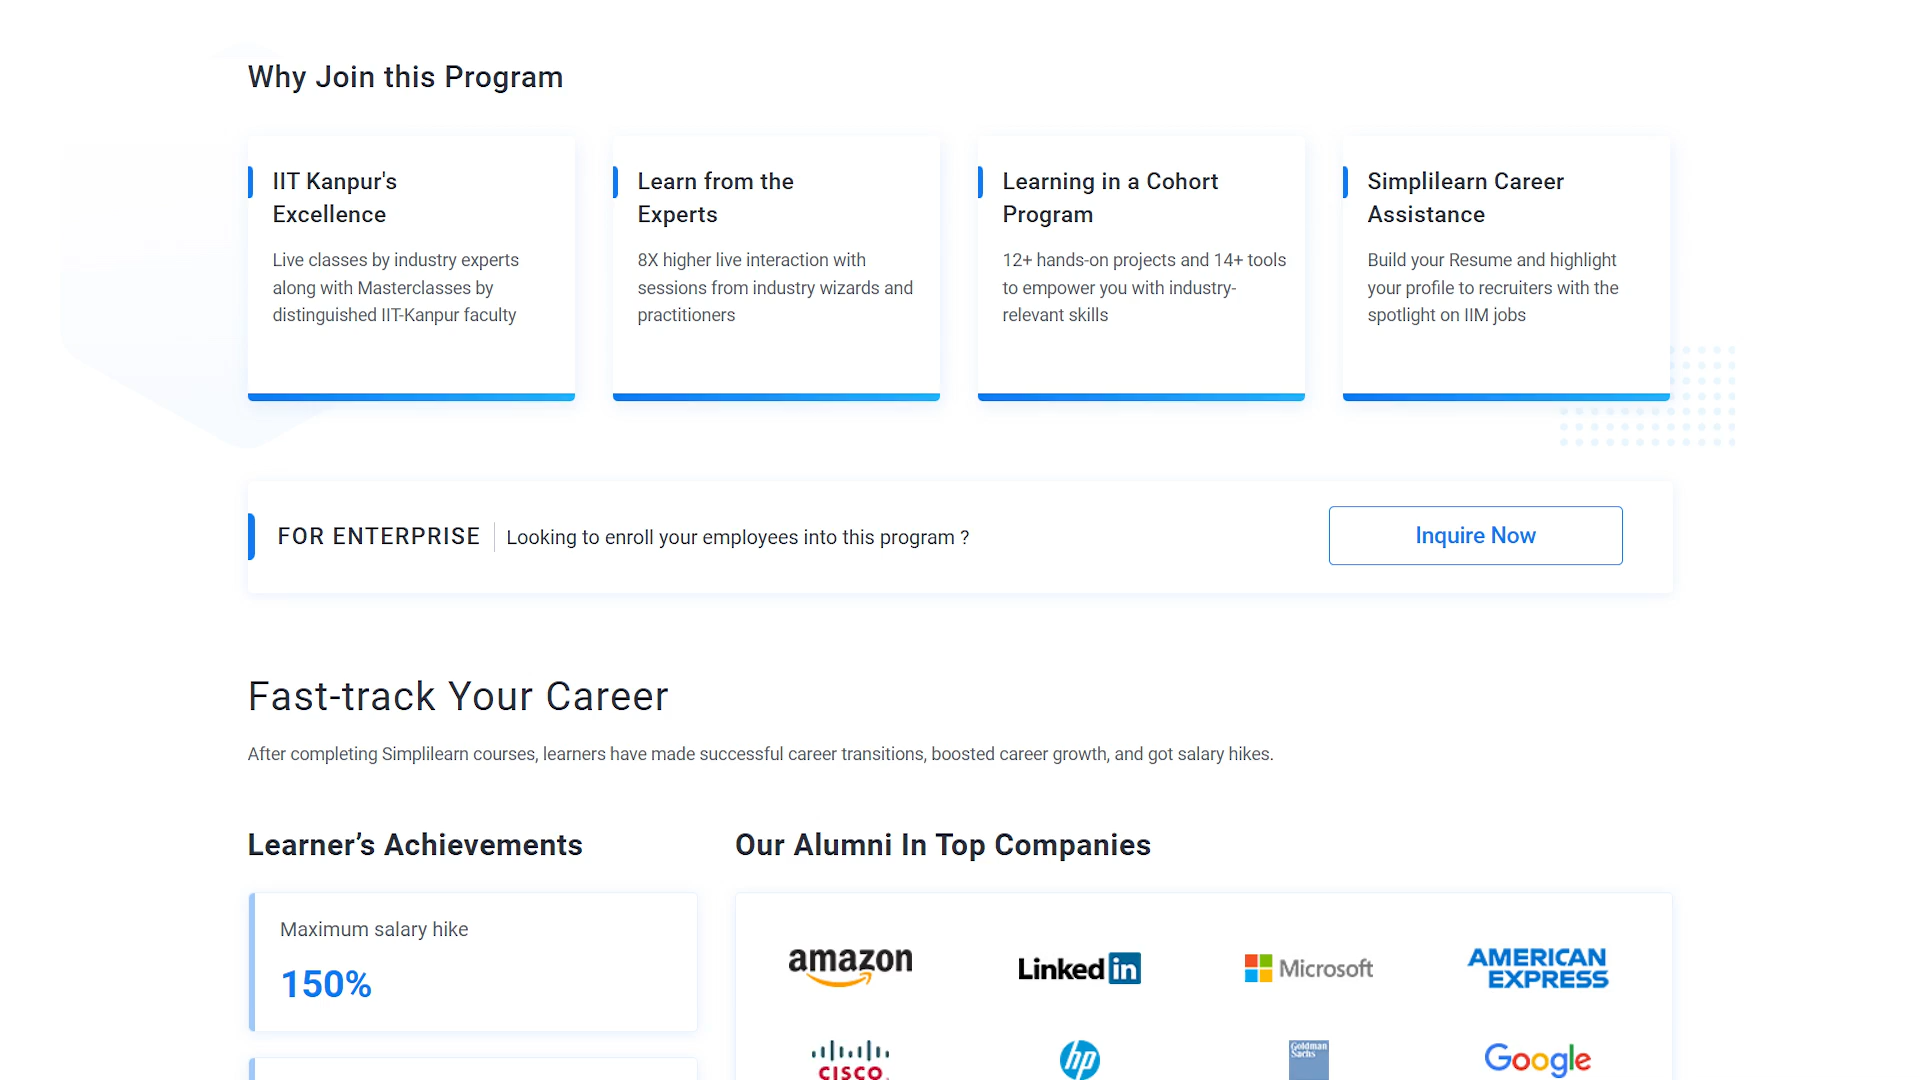 Why Join this Program
IIT Kanpur's
Excellence
Live classes by industry experts
along with Masterclasses by
distinguished IIT-Kanpur faculty
Learn from the
Experts
8X higher live interaction with
sessions from industry wizards and
practitioners
Learning in a Cohort
Program
12+ hands-on projects and 14+ tools
to empower you with industry-
relevant skills
Simplilearn Career
Assistance
Build your Resume and highlight
your profile to recruiters with the
spotlight on IIM jobs
FOR ENTERPRISE
Looking to enroll your employees into this program ?
Inquire Now
Fast-track Your Career
After completing Simplilearn courses, learners have made successful career transitions, boosted career growth, and got salary hikes.
Learner’s Achievements
Maximum salary hike
150%
Our Alumni In Top Companies
amazon
Linked in
Microsoft
AMERICAN
EXPRESS
CISCO
hp
Goldman
Sachs
Google